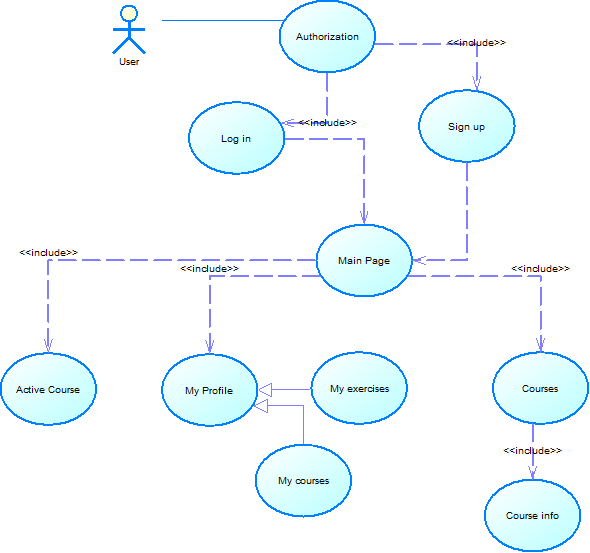 Authorization
<<include>>
User
<<include>>
Sign up
Log in
<<include>>
Main Page
<<include>>
<<include>>
Active Course
My Profile
My exercises
Courses
<<include>>
My courses
Course info